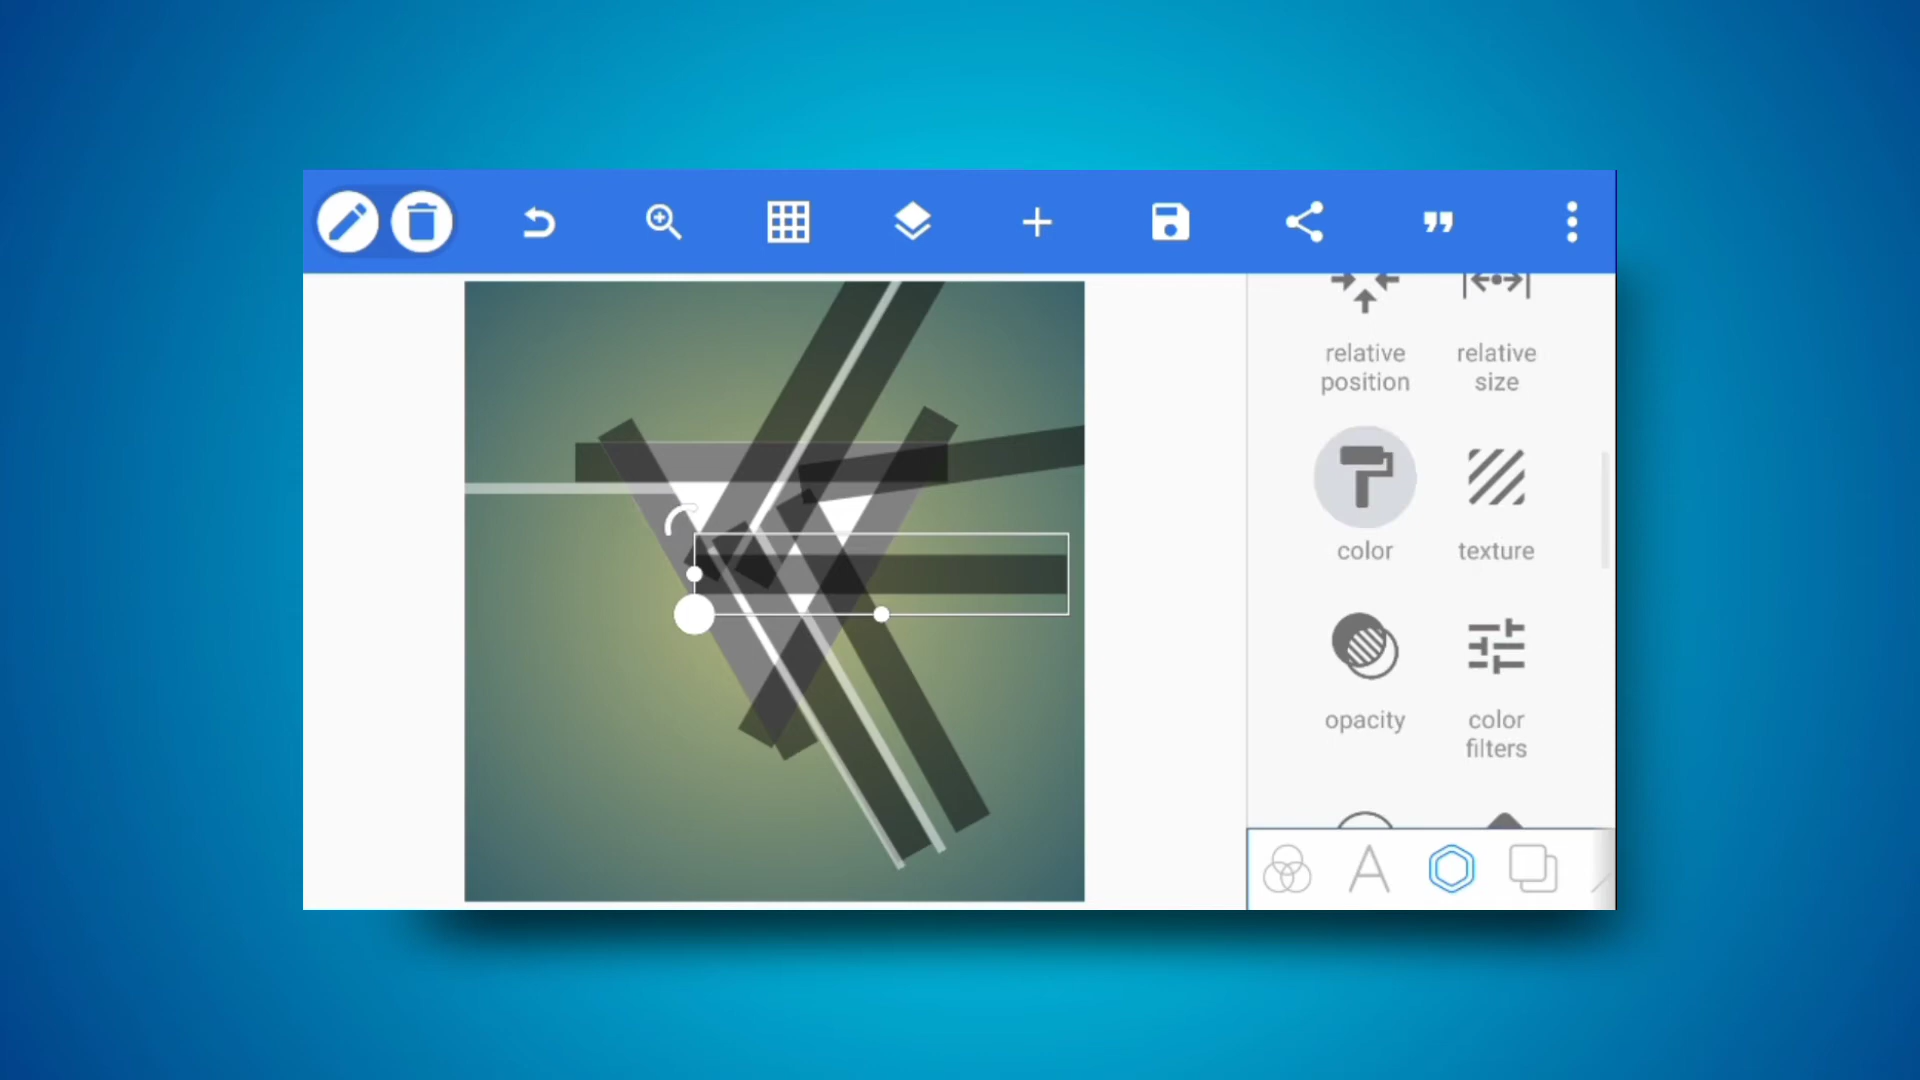 relative
position
relative
size
color
texture
opacity
color
filters